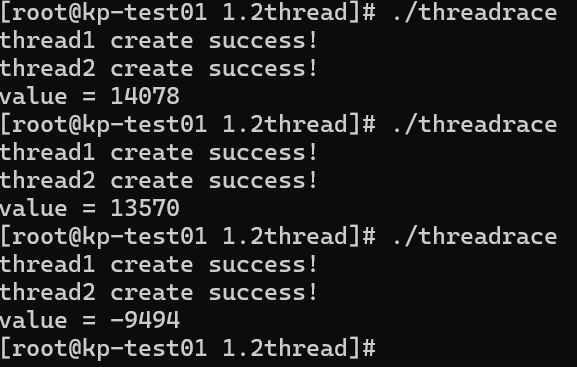 [root@kp-test01 1.2thread]# ./threadrace
thread1 create success!
thread2 create success!
value = 14078
[root@kp-test01 1.2thread]# ./threadrace
thread1 create success!
thread2 create success!
value = 13570
[root@kp-test01 1.2thread]# ./threadrace
thread1 create success!
thread2 create success!
value = -9494
[root@kp-test01 1.2thread]#